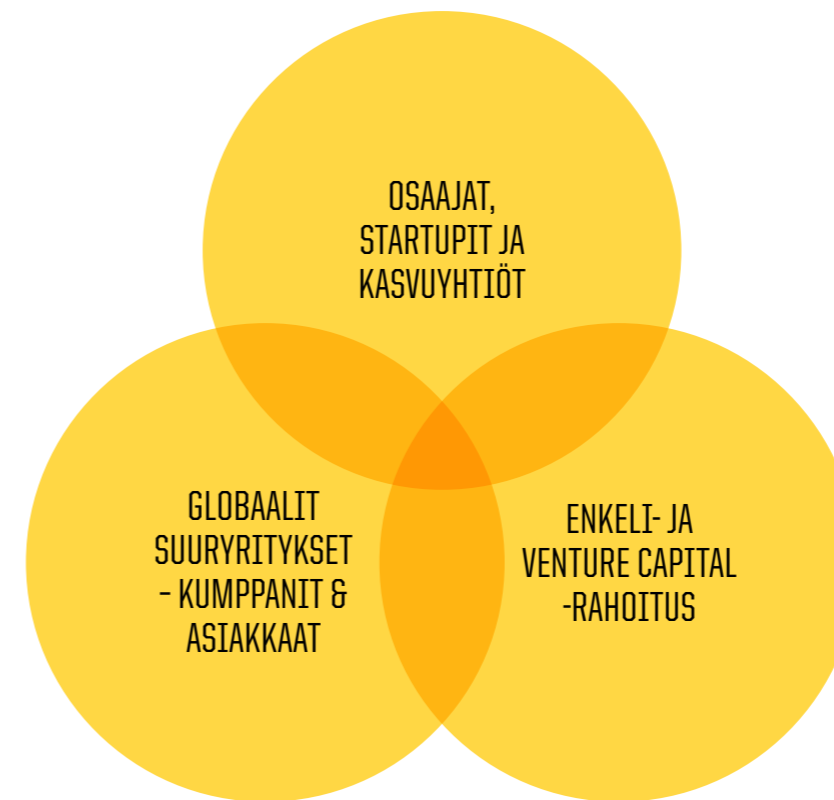 OSAAJAT,
STARTUPIT JA
KASVUYHTIÖT
GLOBAALIT
SUURYRITYKSET
– KUMPPANIT &
ASIAKKAAT
ENKELI- JA
VENTURE CAPITAL
-RAHOITUS